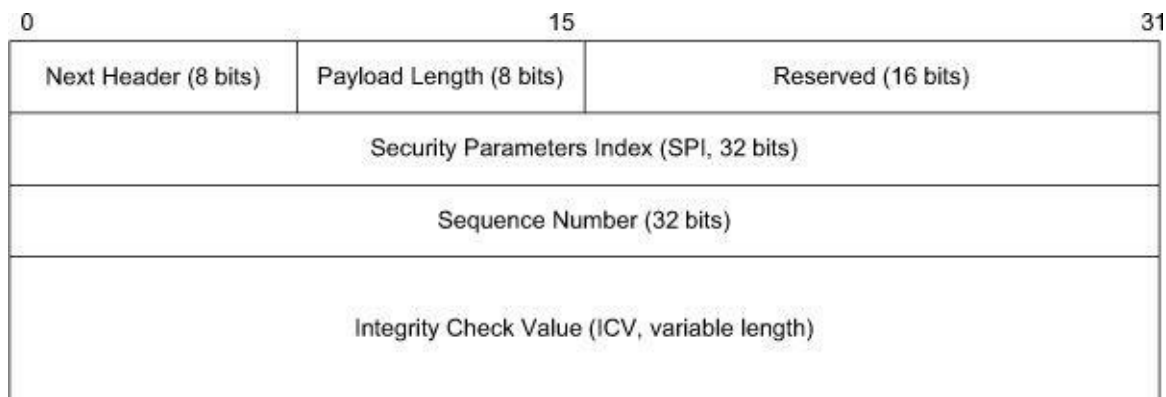 0 15 31
Next Header (8 bits) Payload Length (8 bits) Reserved (16 bits)
Security Parameters Index (SPI, 32 bits)
Sequence Number (32 bits)
Integrity Check Value (ICV, variable length)